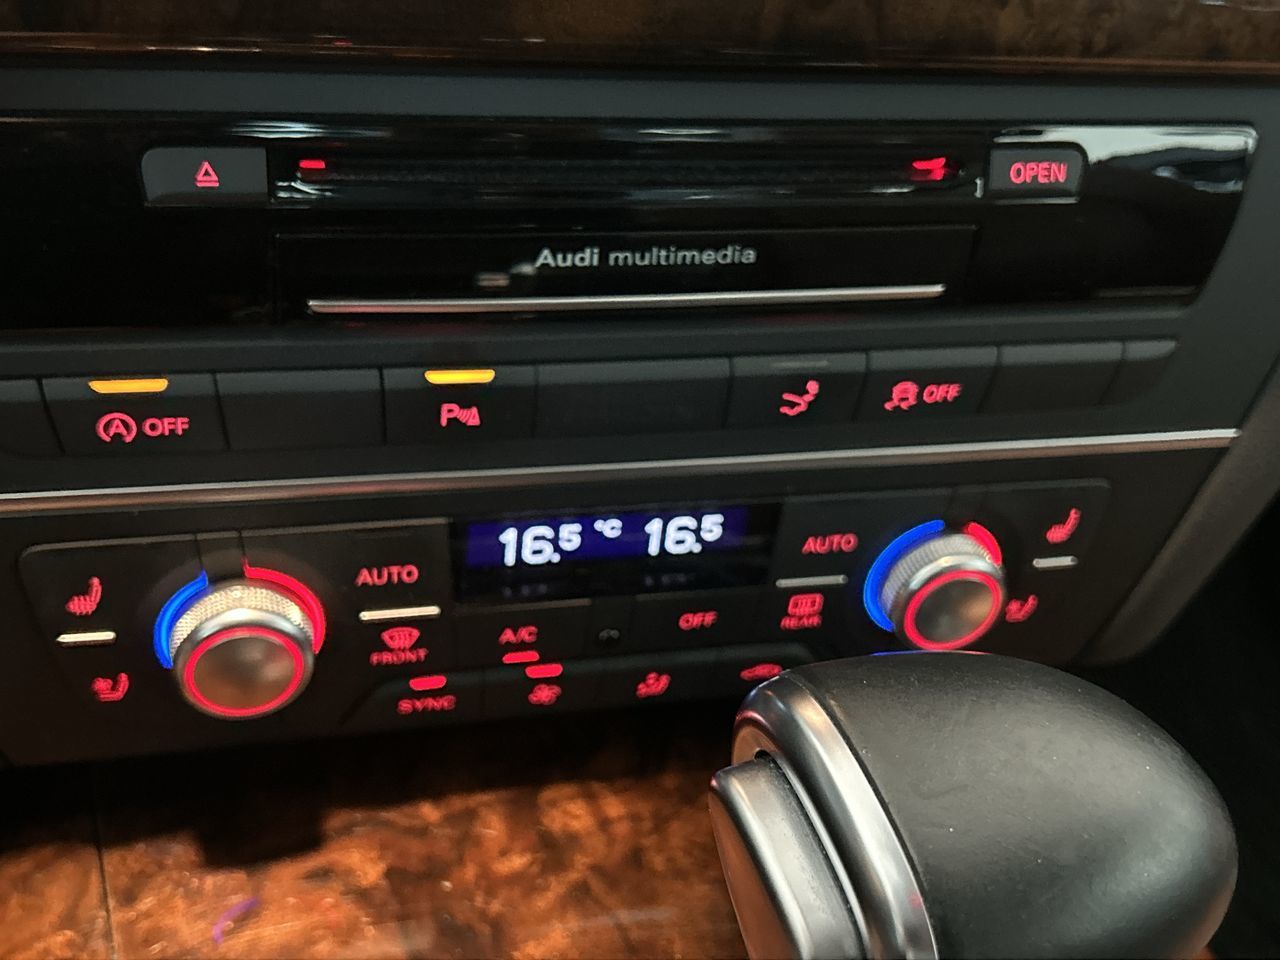 OPEN
Audi multimedia
A OFF
P
OFF
16.5 °C 16.5
AUTO
AUTO
FRONT
A/C
OFF
REAR
SYNC